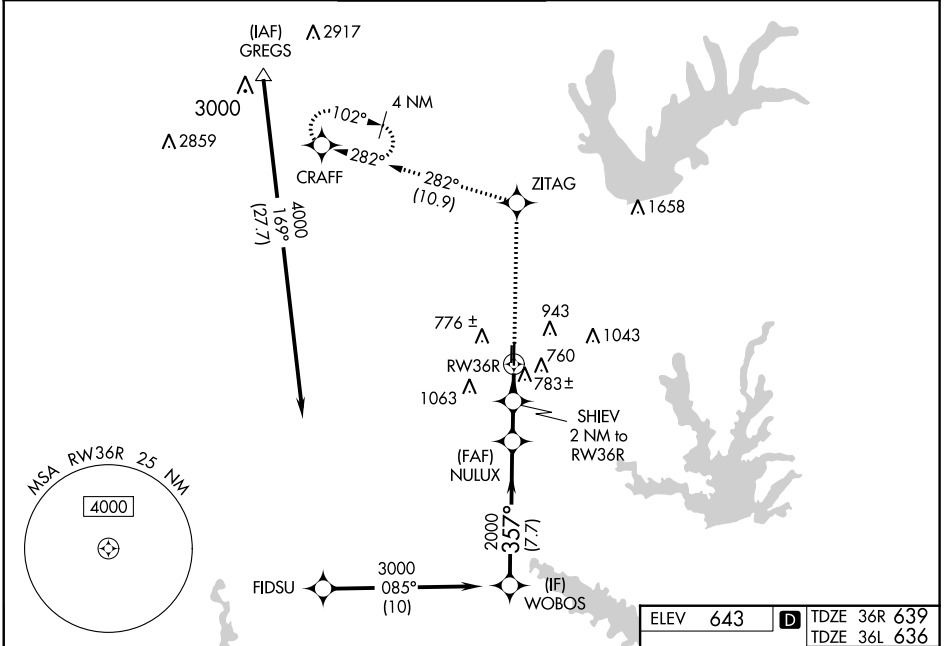 (IAF)
GREGS
2917
3000
2859
102°
4 NM
282°
CRAFF
282°
(10.9)
ZITAG
1658
4000
169°
(27.7)
943
776 ±
1043
760
RW36R
783±
1063
SHIEV
2 NM to
RW36R
(FAF)
NULUX
MSA RW36R 25 NM
4000
2000
357°
(7.7)
FIDSU
3000
085°
(10)
(IF)
WOBOS
ELEV 643 D TDZE 36R 639
TDZE 36L 636